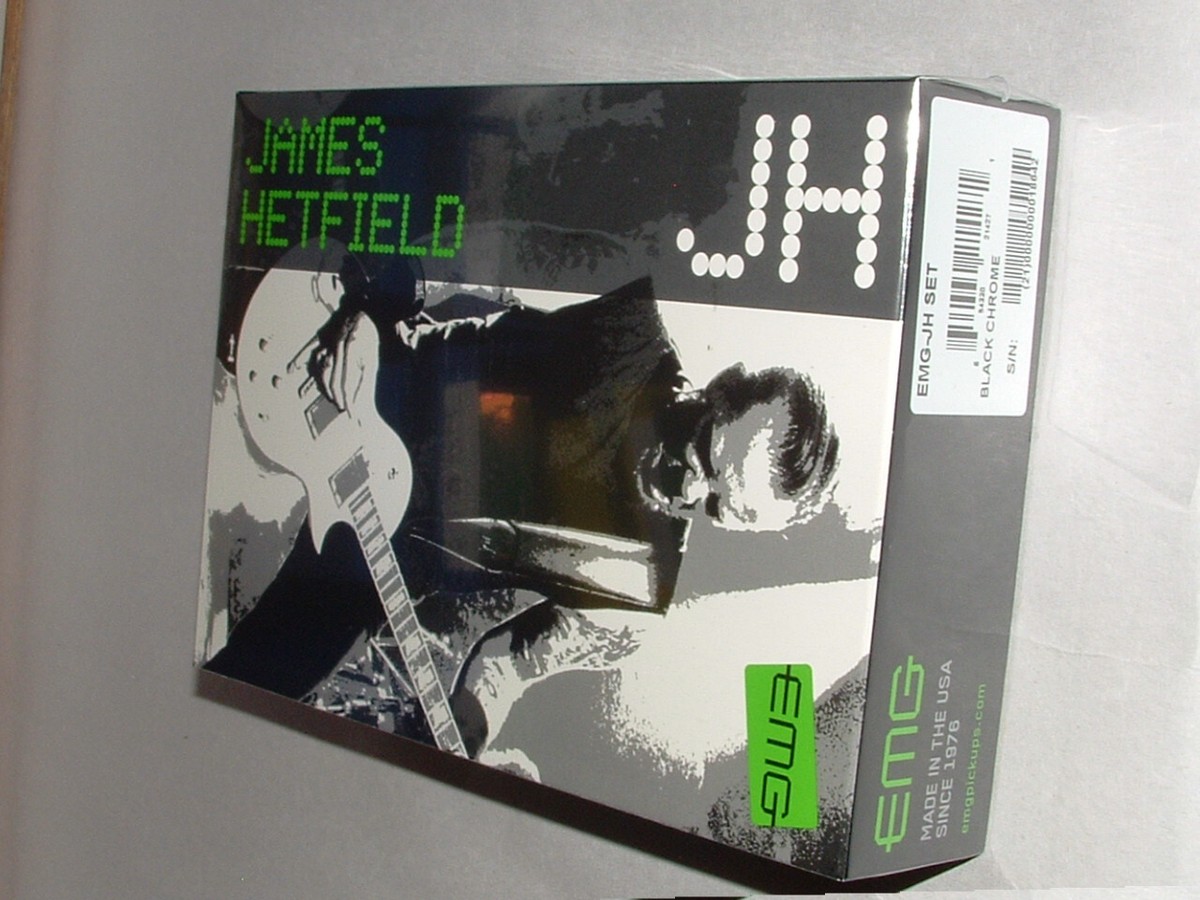 JAMES
HETFIELD
JH
EMG
EMG-JH SET
BLACK CHROME
S/N:
EMG
MADE IN THE USA
SINCE 1976
emgpickups.com